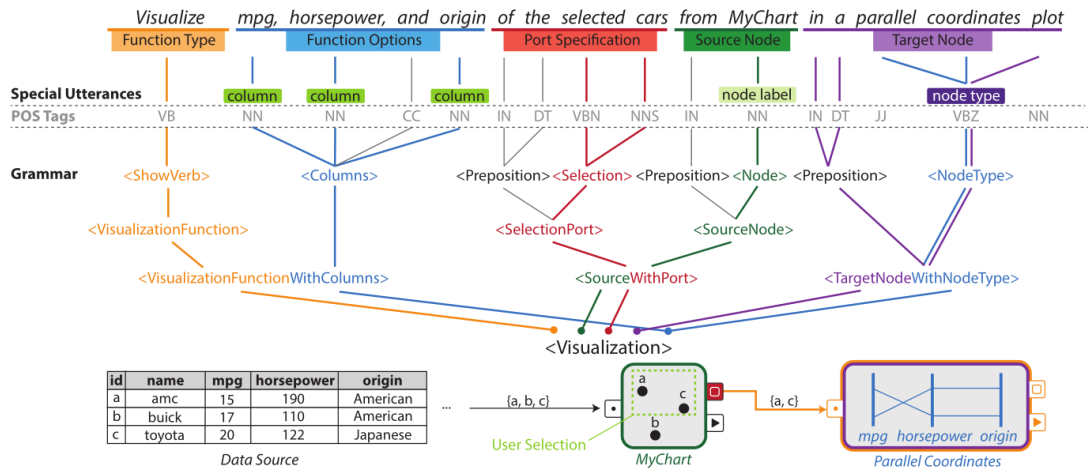 Visualize mpg, horsepower, and origin of the selected cars from MyChart in a parallel coordinates plot
Function Type Function Options Port Specification Source Node Target Node
Special Utterances column column column node label node type
POS Tags VB NN NN CC NN IN DT VBN NNS IN NN IN DT JJ VBZ NN
Grammar <ShowVerb> <Columns> <Preposition> <Selection> <Preposition> <Node> <Preposition> <NodeType>
<VisualizationFunction> <SelectionPort> <SourceNode>
<VisualizationFunctionWithColumns> <SourceWithPort> <TargetNodeWithNodeType>
<Visualization>
id name mpg horsepower origin
a amc 15 190 American
b buick 17 110 American
c toyota 20 122 Japanese
Data Source
... {a, b, c}
a
c
b
User Selection
MyChart
{a, c}
mpg horsepower origin
Parallel Coordinates